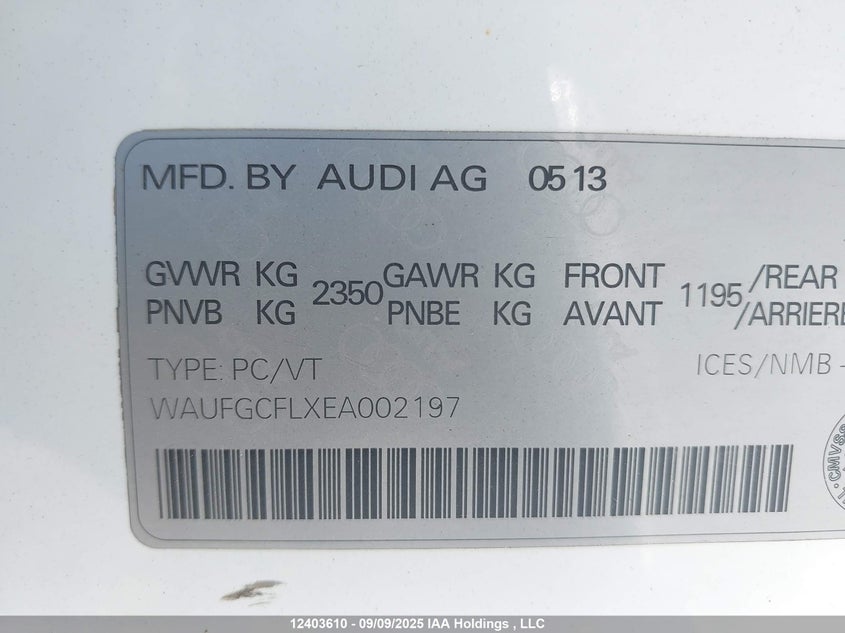 MFD. BY AUDI AG 05 13
GVWR KG 2350 GAWR KG FRONT 1195 /REAR
PNVB KG PNBE KG AVANT /ARRIERE
TYPE: PC/VT ICES/NMB -
WAUFGCFLXEA002197
CMVSS
12403610 - 09/09/2025 IAA Holdings , LLC